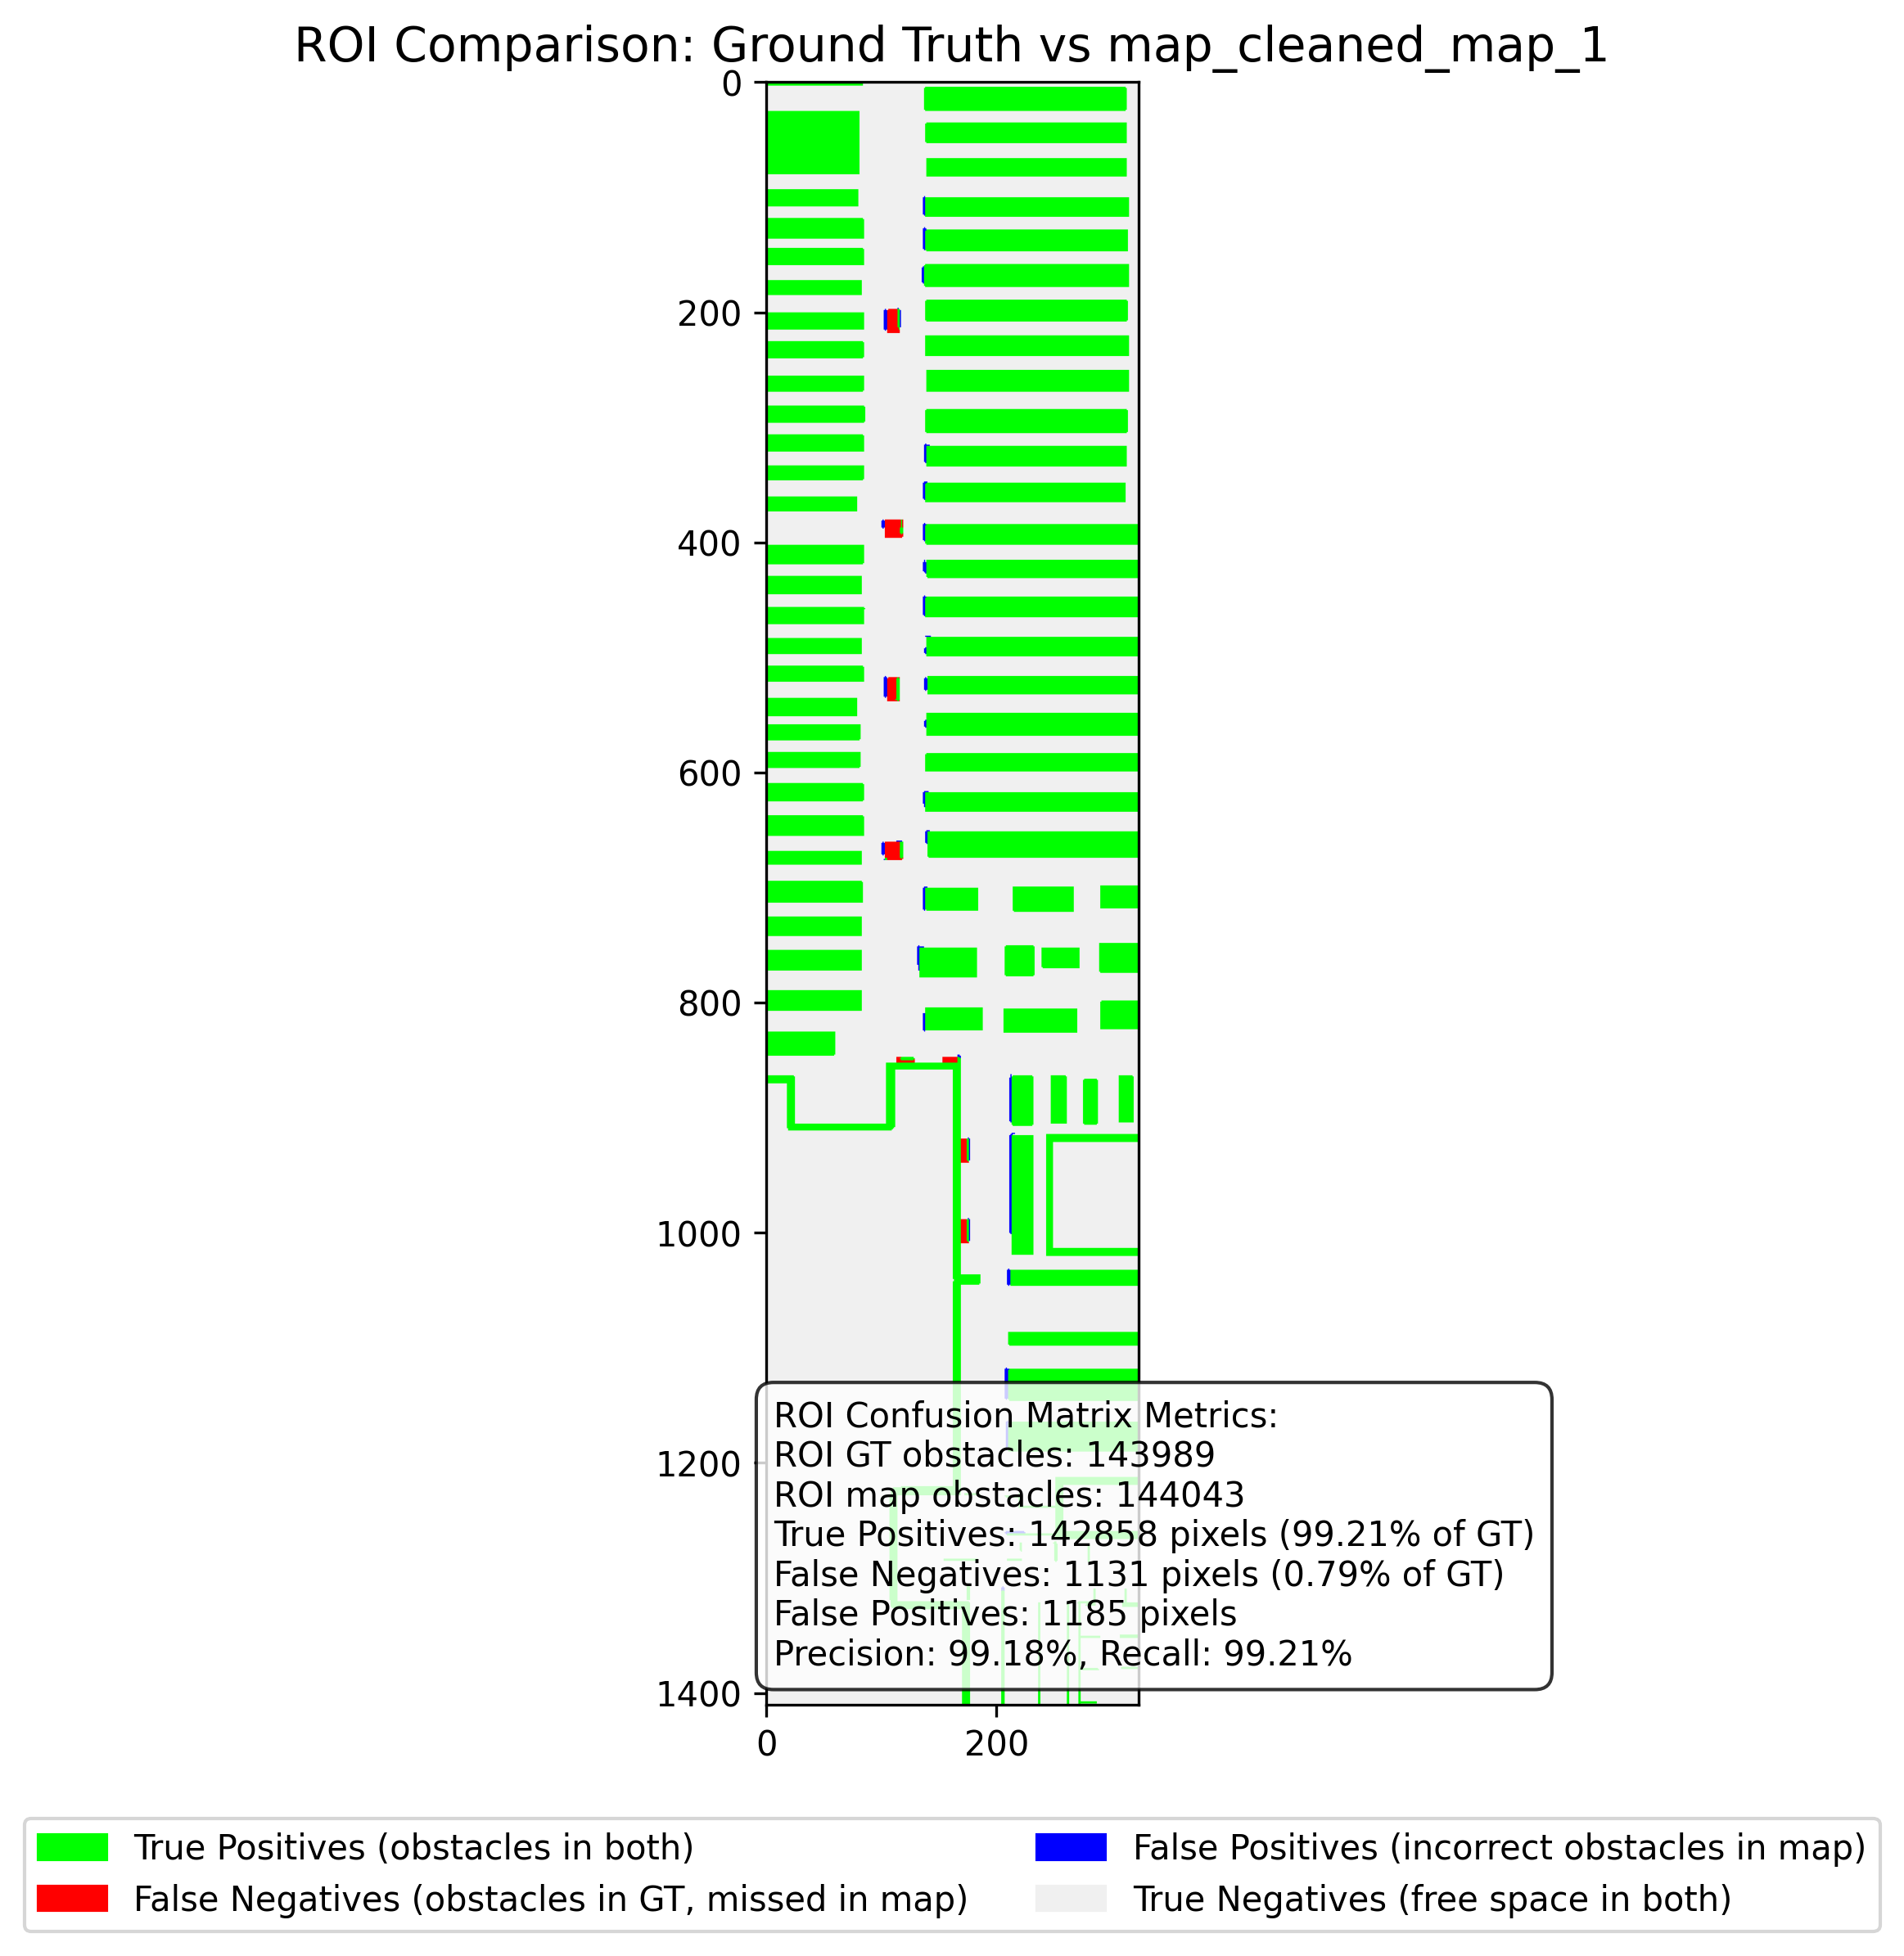 ROI Comparison: Ground Truth vs map_cleaned_map_1
0
200
400
600
800
1000
1200
1400
0 200
ROI Confusion Matrix Metrics:
ROI GT obstacles: 143989
ROI map obstacles: 144043
True Positives: 142858 pixels (99.21% of GT)
False Negatives: 1131 pixels (0.79% of GT)
False Positives: 1185 pixels
Precision: 99.18%, Recall: 99.21%
True Positives (obstacles in both)
False Negatives (obstacles in GT, missed in map)
False Positives (incorrect obstacles in map)
True Negatives (free space in both)